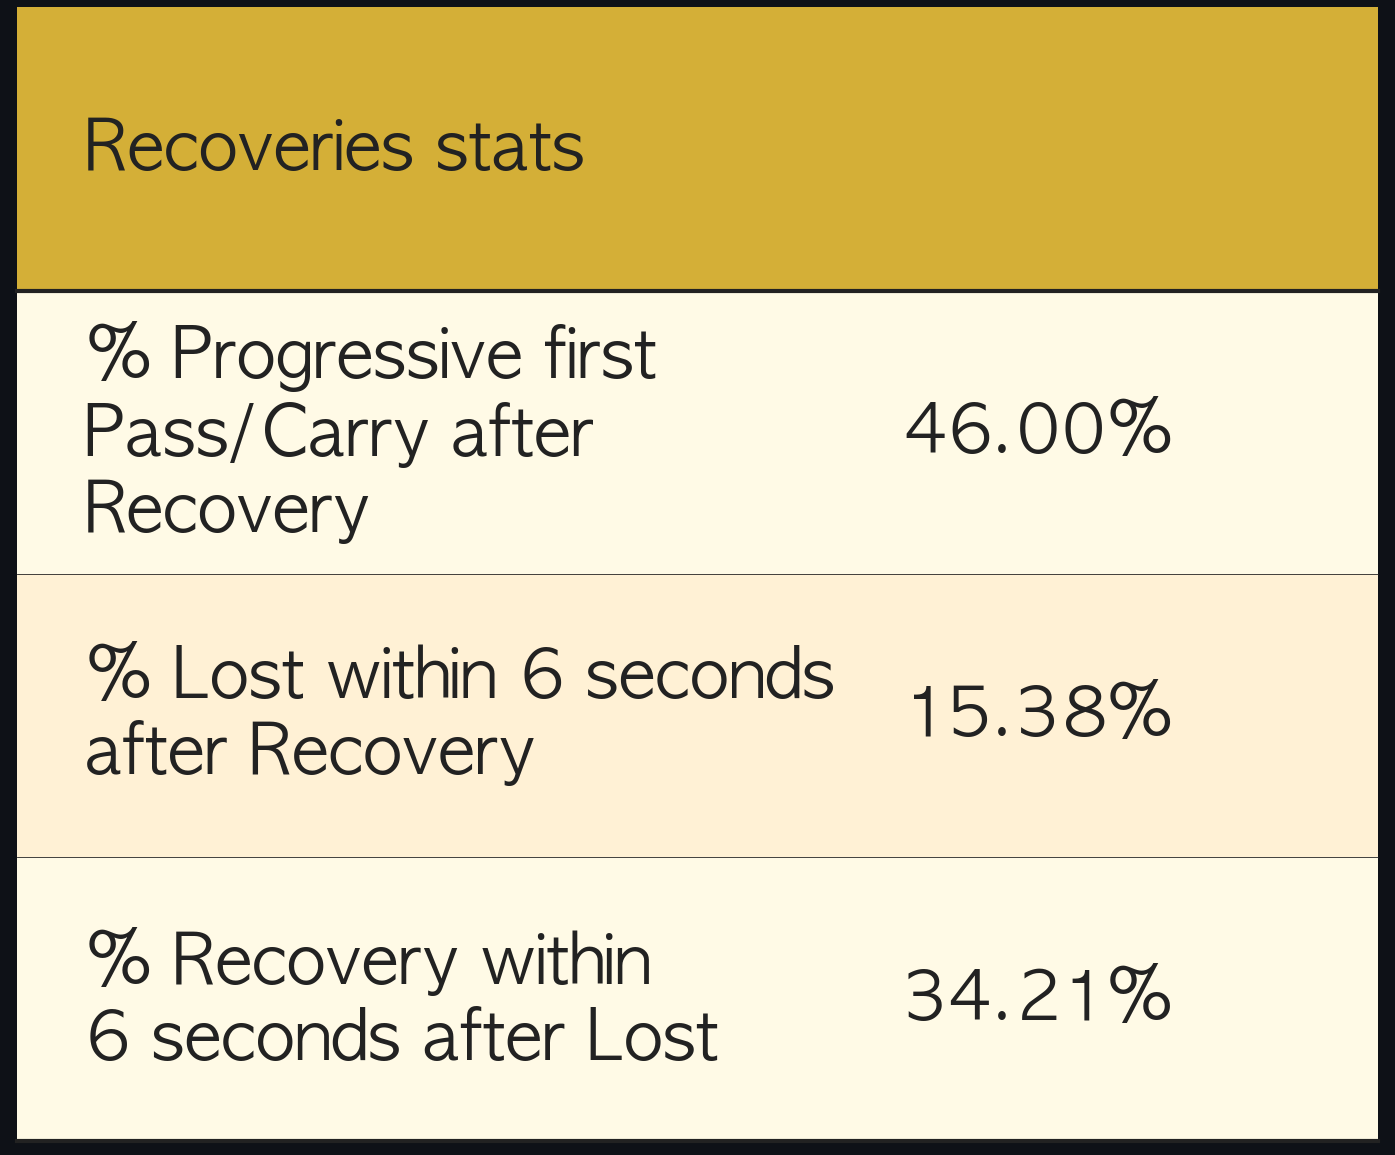 Recoveries stats
% Progressive first
Pass/Carry after
Recovery
46.00%
% Lost within 6 seconds
after Recovery
15.38%
% Recovery within
6 seconds after Lost
34.21%